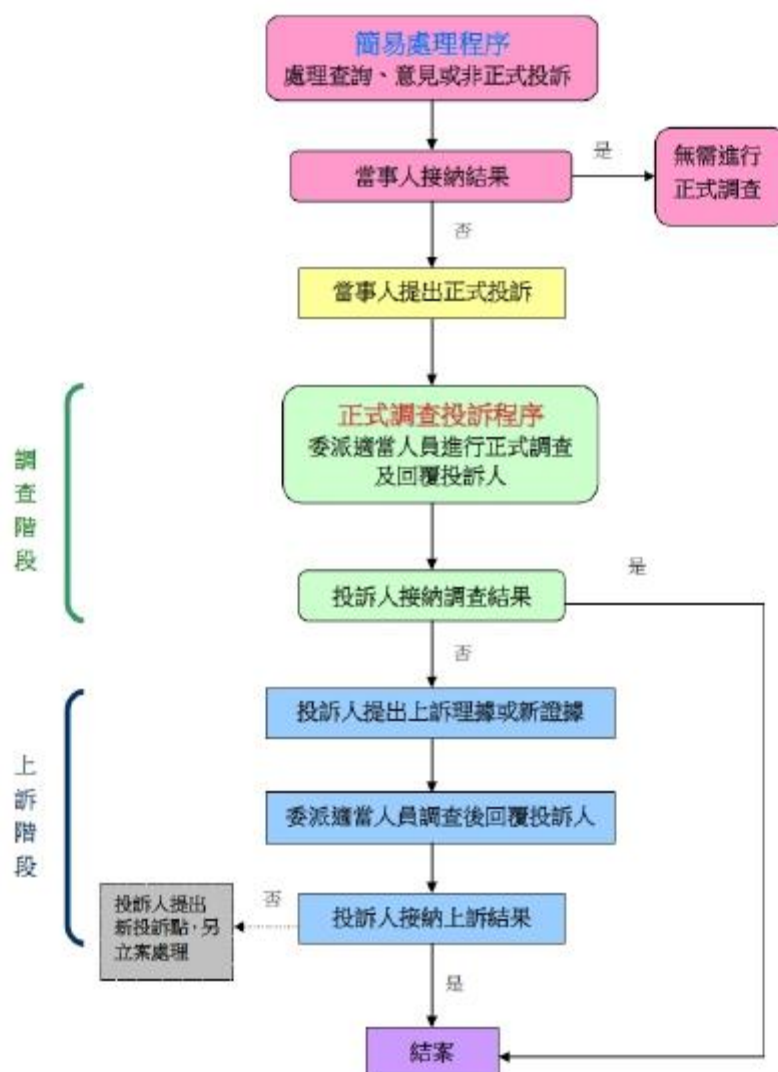 簡易處理程序
處理查詢、意見或非正式投訴
當事人接納結果
是
無需進行
正式調查
否
當事人提出正式投訴
調查階段
正式調查投訴程序
委派適當人員進行正式調查
及回覆投訴人
投訴人接納調查結果
是
否
上訴階段
投訴人提出上訴理據或新證據
委派適當人員調查後回覆投訴人
投訴人接納上訴結果
否
投訴人提出
新投訴點，另
立案處理
是
結案